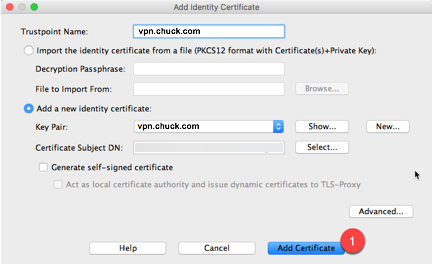 Add Identity Certificate
Trustpoint Name: vpn.chuck.com
Import the identity certificate from a file (PKCS12 format with Certificate(s)+Private Key):
Decryption Passphrase:
File to Import From: Browse...
Add a new identity certificate:
Key Pair: vpn.chuck.com Show... New...
Certificate Subject DN: Select...
Generate self-signed certificate
Act as local certificate authority and issue dynamic certificates to TLS-Proxy
Advanced...
1
Help Cancel Add Certificate